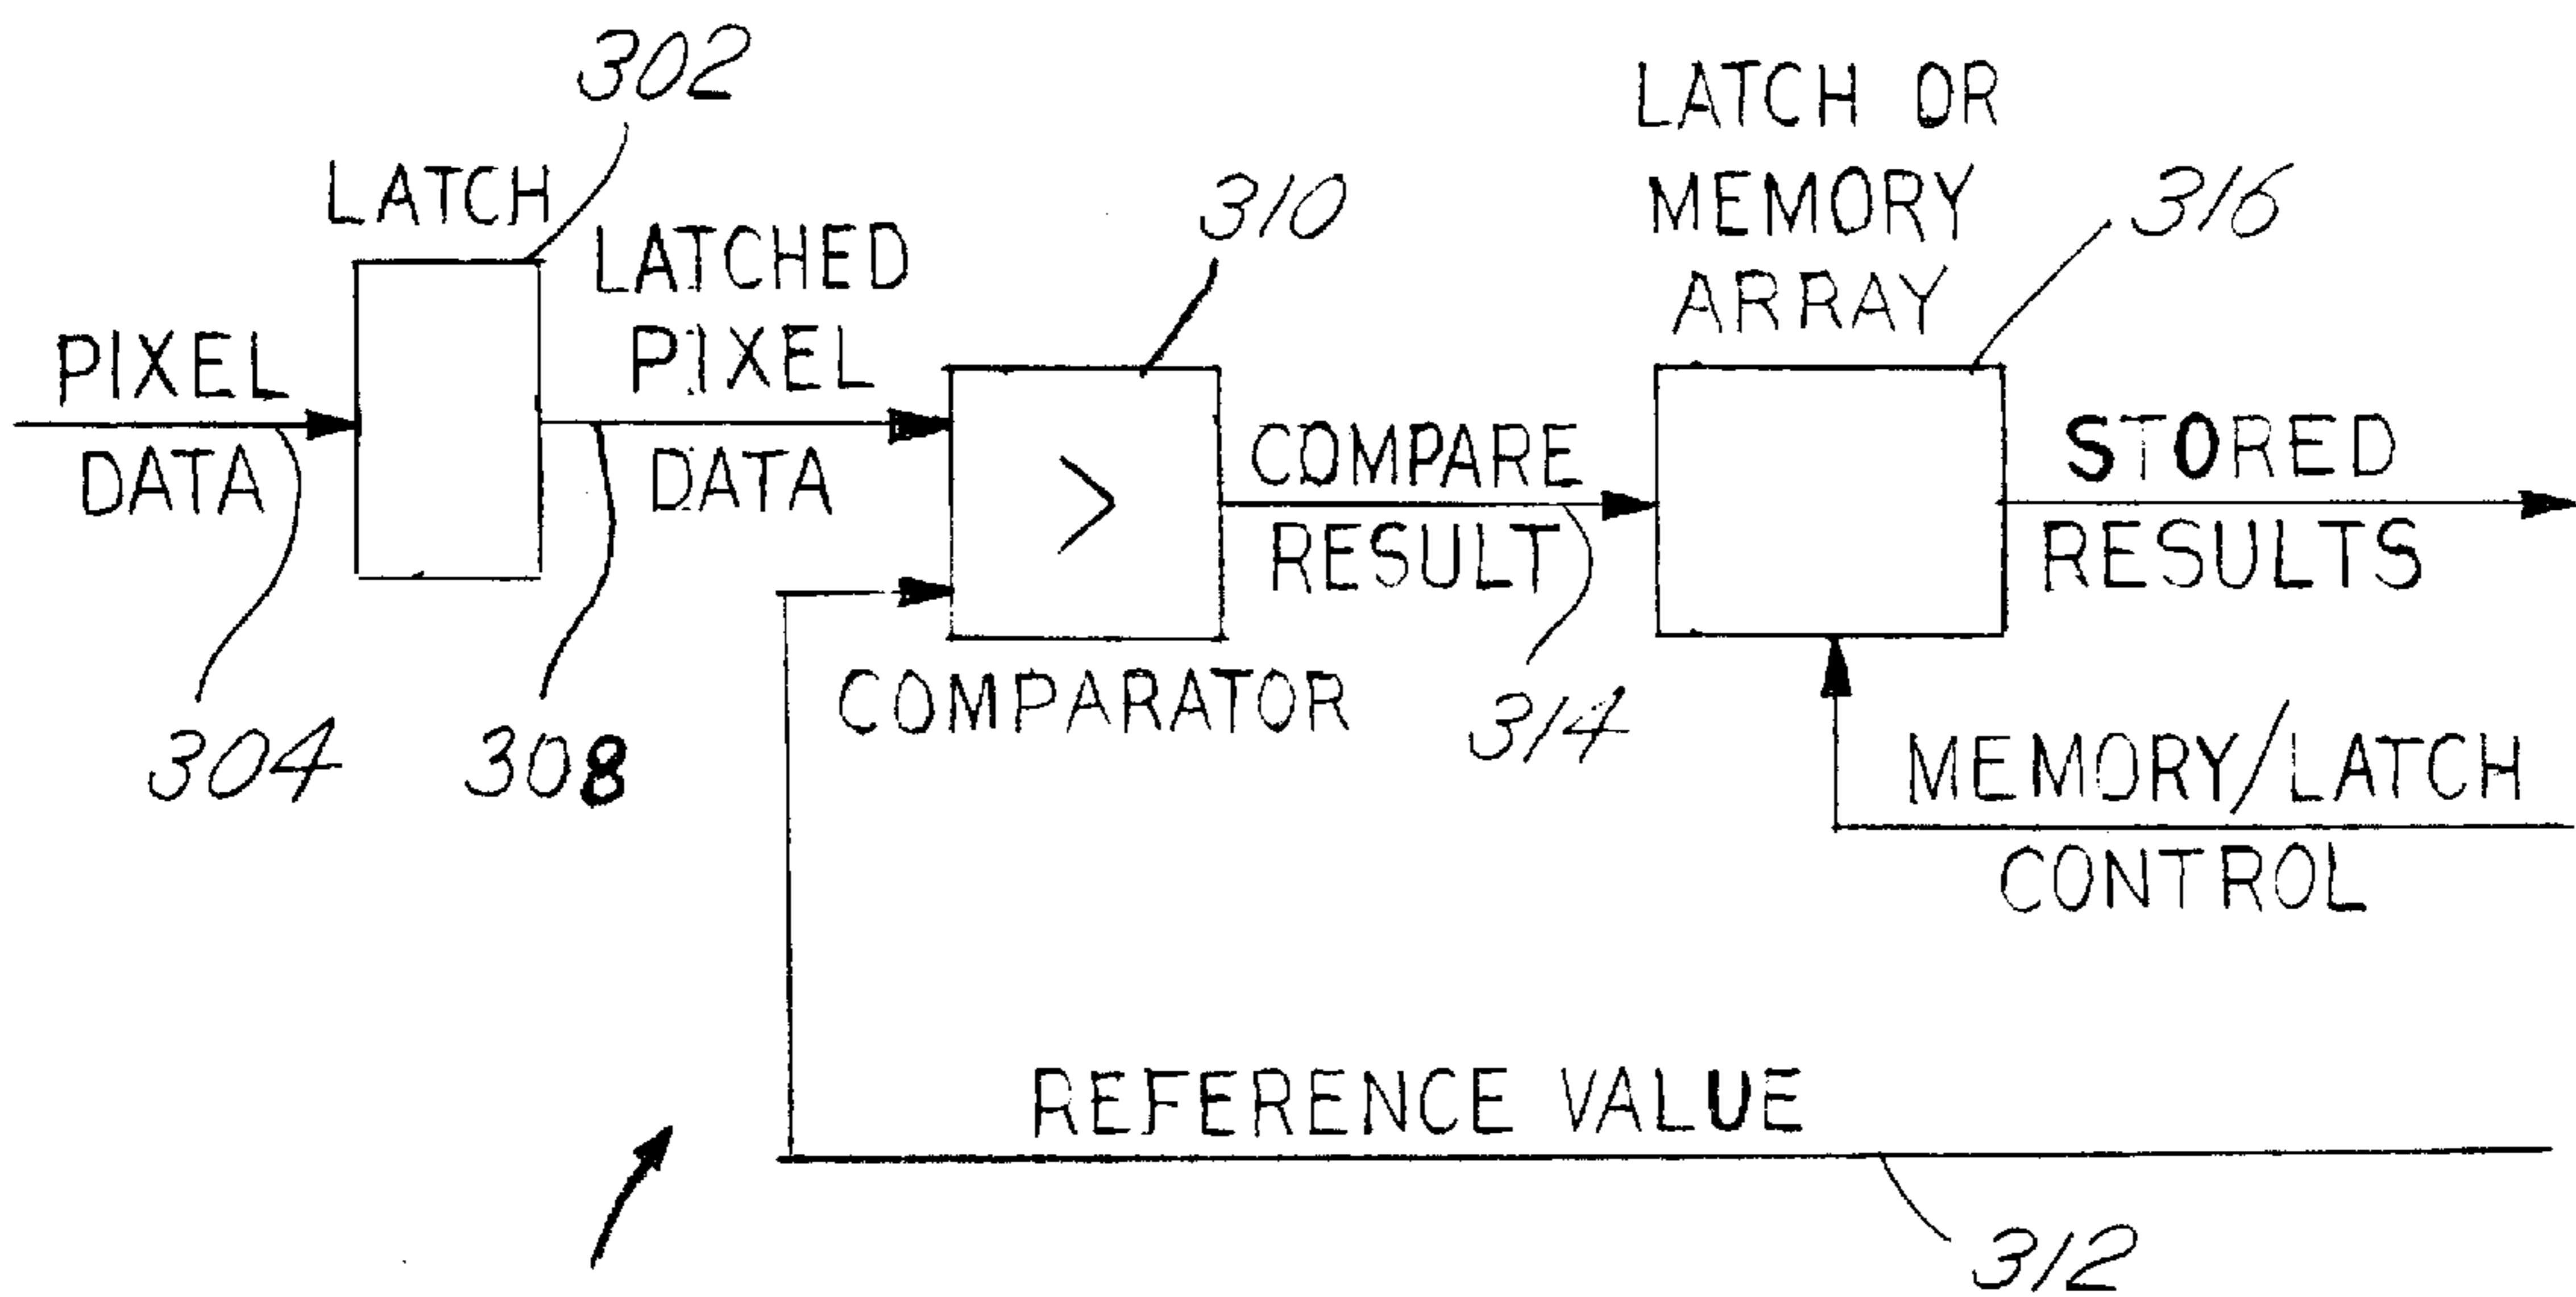 302
LATCH
PIXEL
DATA
304
LATCHED
PIXEL
DATA
308
310
>
COMPARATOR
COMPARE
RESULT
314
LATCH OR
MEMORY
ARRAY
316
STORED
RESULTS
MEMORY/LATCH
CONTROL
REFERENCE VALUE
312